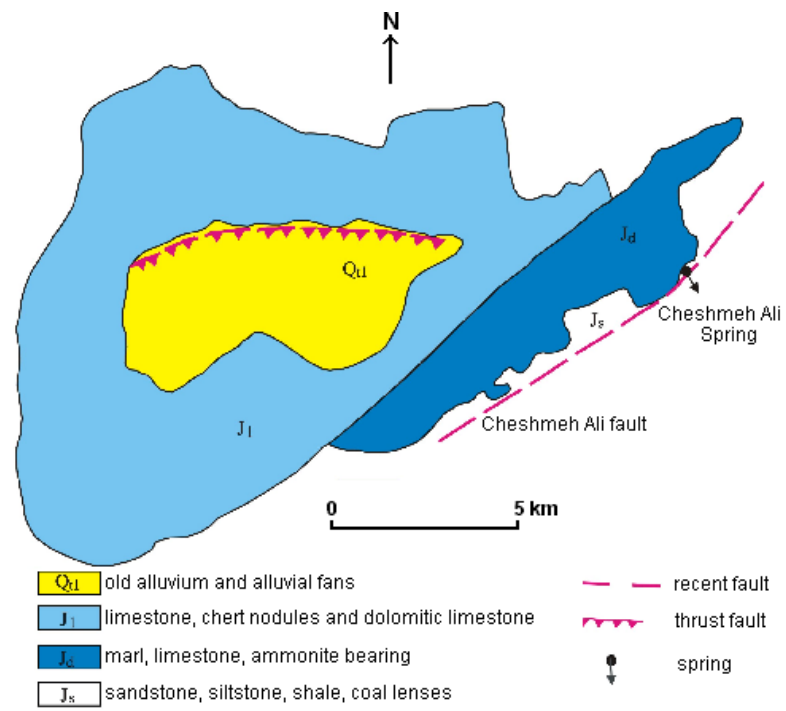 N
Qt1
Jd
Js
Cheshmeh Ali
Spring
J1
Cheshmeh Ali fault
0 5 km
Qt1 old alluvium and alluvial fans
J1 limestone, chert nodules and dolomitic limestone
Jd marl, limestone, ammonite bearing
Js sandstone, siltstone, shale, coal lenses
recent fault
thrust fault
spring